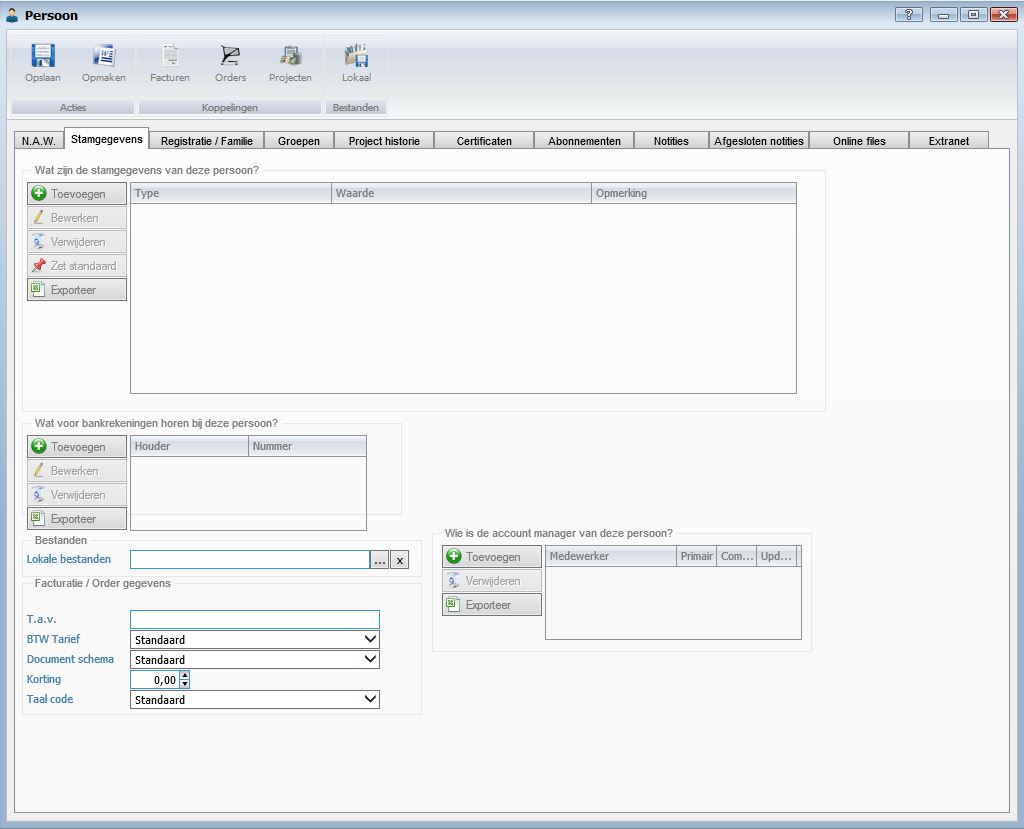 Persoon
?
Opslaan Opmaken Facturen Orders Projecten Lokaal
Acties Koppelingen Bestanden
N.A.W. Stamgegevens Registratie / Familie Groepen Project historie Certificaten Abonnementen Notities Afgesloten notities Online files Extranet
Wat zijn de stamgegevens van deze persoon?
Toevoegen Type Waarde Opmerking
Bewerken
Verwijderen
Zet standaard
Exporteer
Wat voor bankrekeningen horen bij deze persoon?
Toevoegen Houder Nummer
Bewerken
Verwijderen
Exporteer
Bestanden
Lokale bestanden ... x
Wie is de account manager van deze persoon?
Toevoegen Medewerker Primair Com... Upd...
Verwijderen
Exporteer
Facturatie / Order gegevens
T.a.v.
BTW Tarief Standaard
Document schema Standaard
Korting 0,00
Taal code Standaard